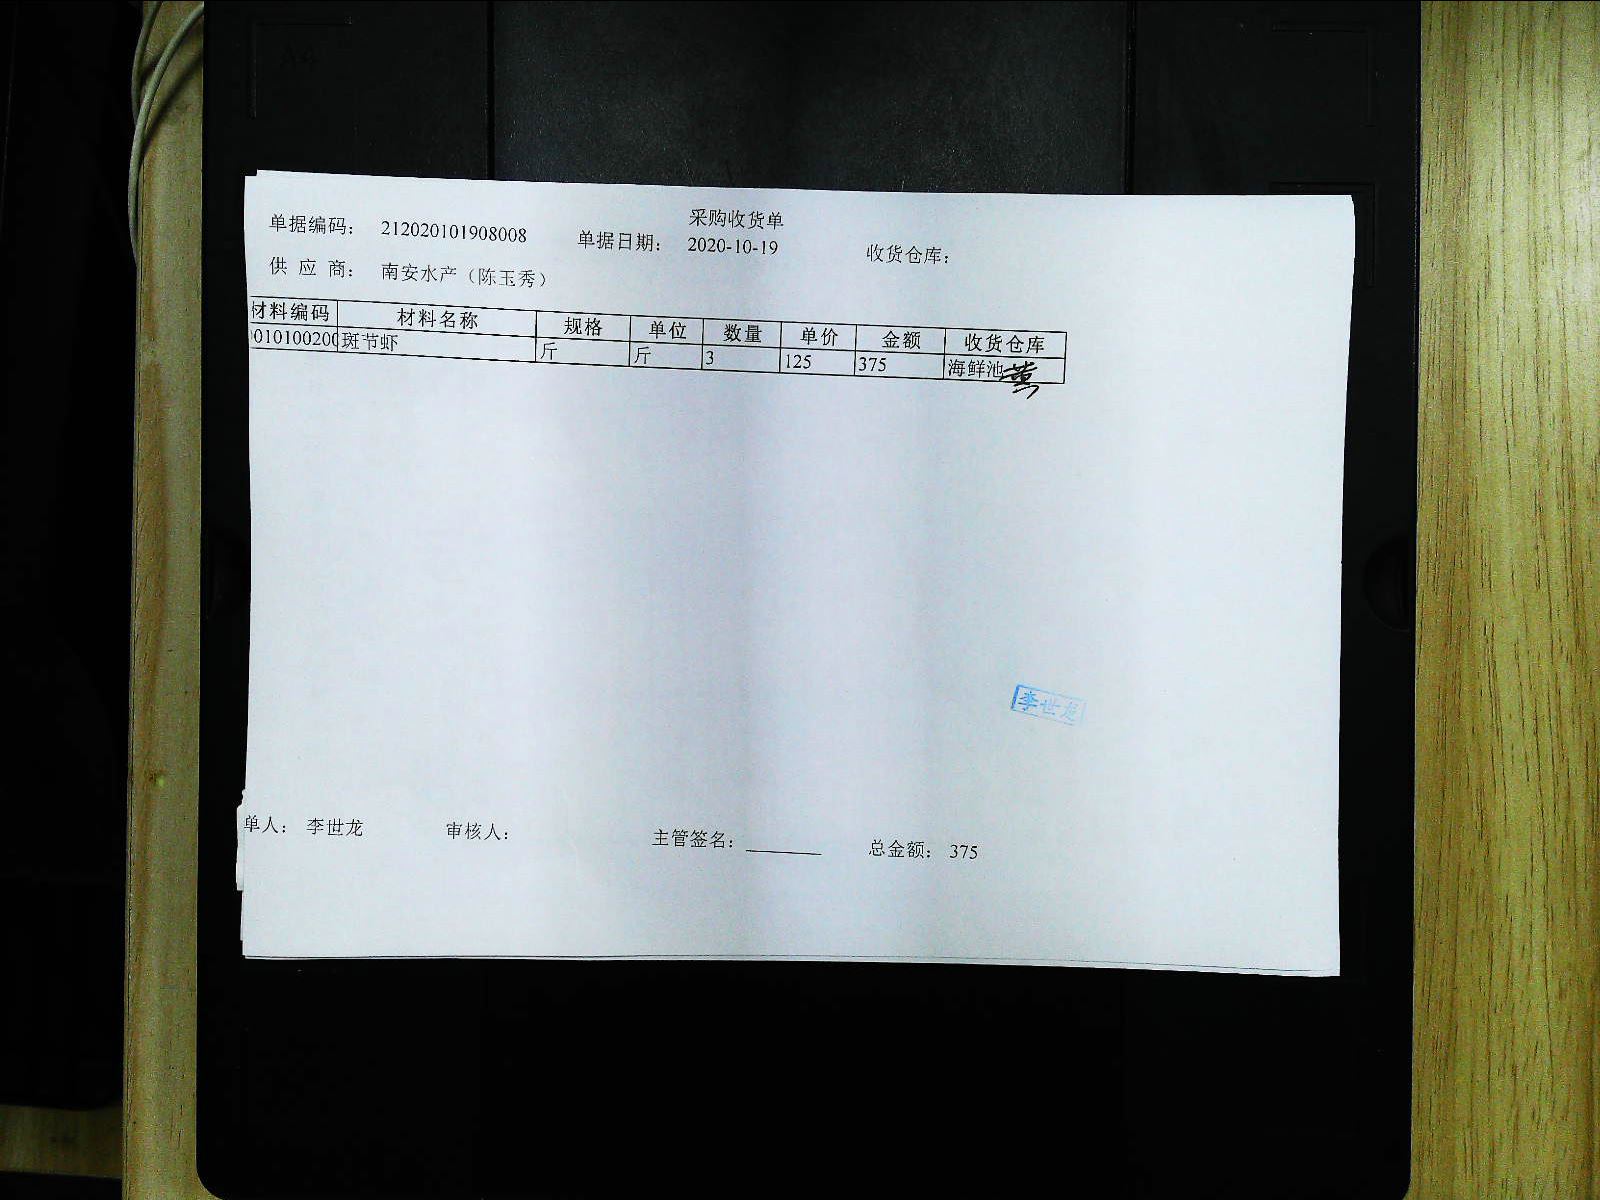 采购收货单
单据编码： 212020101908008 单据日期： 2020-10-19 收货仓库：
供应商： 南安水产（陈玉秀）
材料编码 材料名称 规格 单位 数量 单价 金额 收货仓库
010100200 斑节虾 斤 斤 3 125 375 海鲜池
李世龙
单人： 李世龙 审核人： 主管签名：________ 总金额： 375